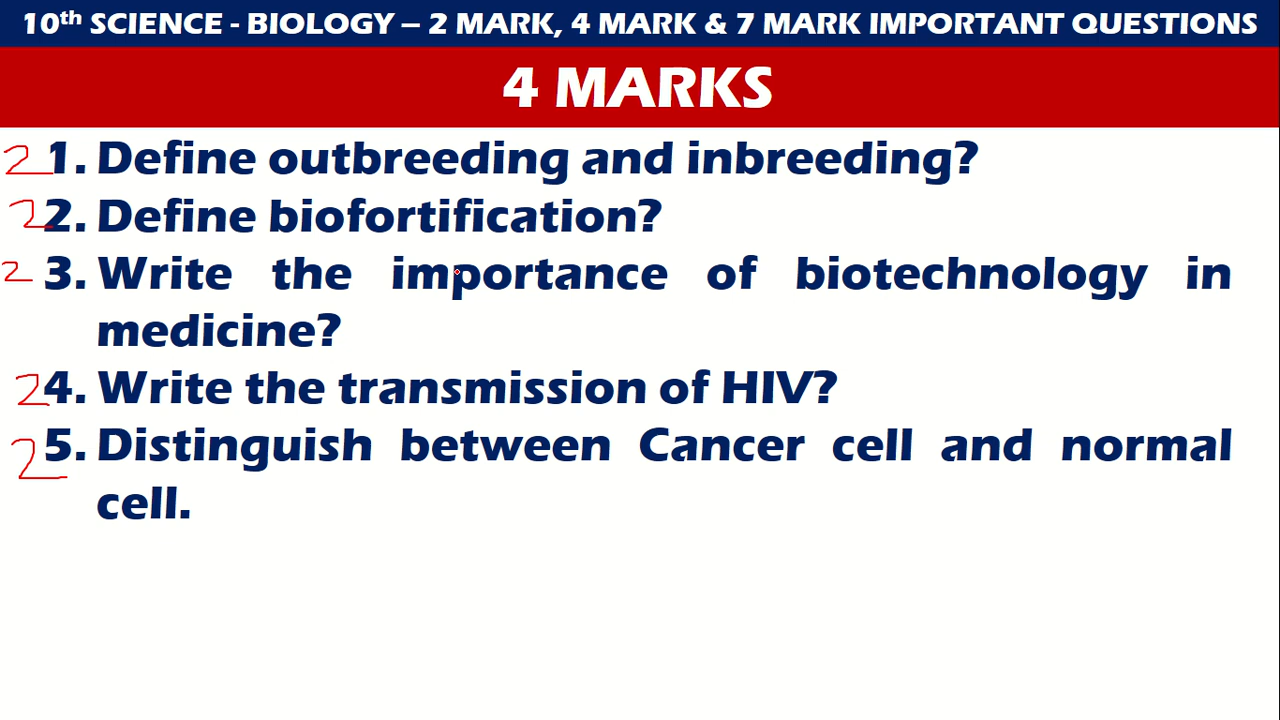 10th SCIENCE - BIOLOGY – 2 MARK, 4 MARK & 7 MARK IMPORTANT QUESTIONS
4 MARKS
2 1. Define outbreeding and inbreeding?
2 2. Define biofortification?
2 3. Write the importance of biotechnology in
medicine?
2 4. Write the transmission of HIV?
2 5. Distinguish between Cancer cell and normal
cell.